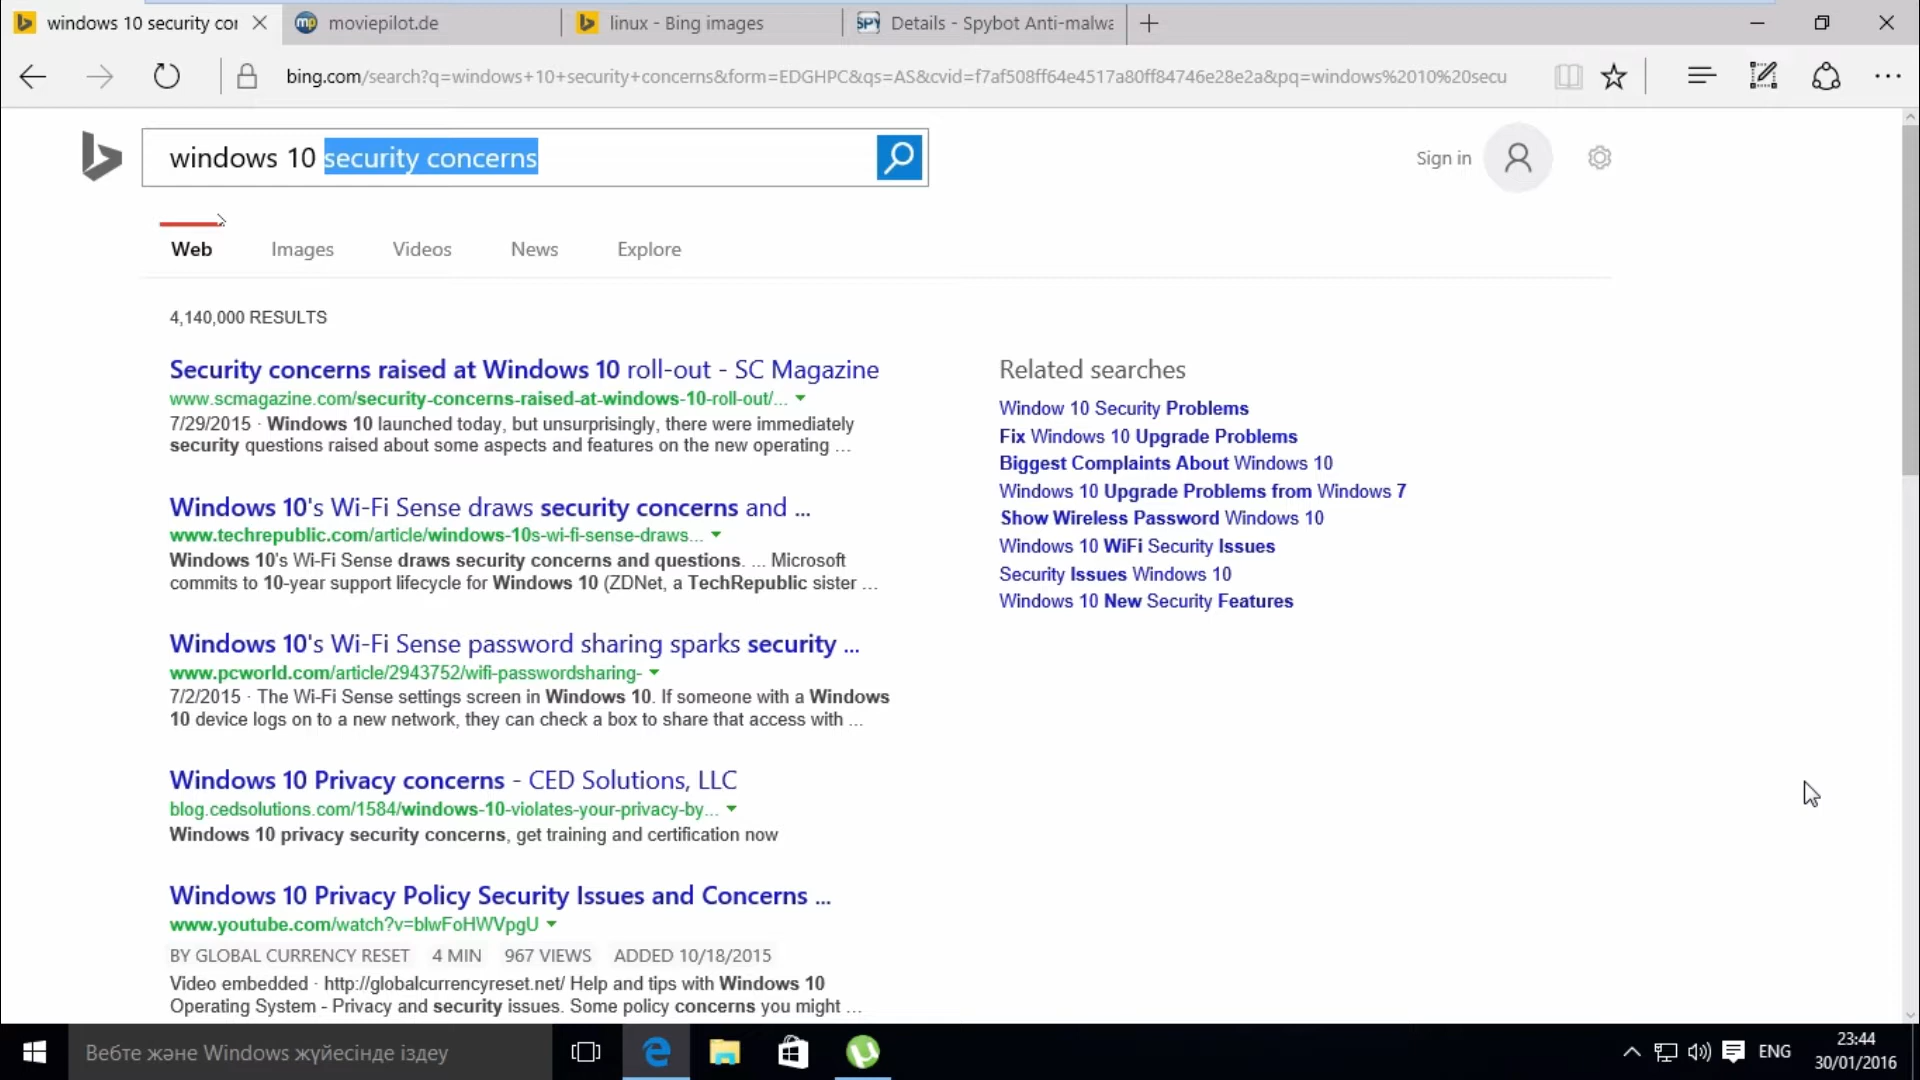 windows 10 security cor
moviepilot.de
linux - Bing images
SPY Details - Spybot Anti-malwa
bing.com/search?q=windows+10+security+concerns&form=EDGHPC&qs=AS&cvid=f7af508ff64e4517a80ff84746e28e2a&pq=windows%2010%20secu
windows 10 security concerns
Sign in
Web Images Videos News Explore
4,140,000 RESULTS
Security concerns raised at Windows 10 roll-out - SC Magazine
www.scmagazine.com/security-concerns-raised-at-windows-10-roll-out/...
7/29/2015 · Windows 10 launched today, but unsurprisingly, there were immediately
security questions raised about some aspects and features on the new operating ...
Windows 10's Wi-Fi Sense draws security concerns and ...
www.techrepublic.com/article/windows-10s-wi-fi-sense-draws...
Windows 10's Wi-Fi Sense draws security concerns and questions. ... Microsoft
commits to 10-year support lifecycle for Windows 10 (ZDNet, a TechRepublic sister ...
Windows 10's Wi-Fi Sense password sharing sparks security ...
www.pcworld.com/article/2943752/wifi-passwordsharing-
7/2/2015 · The Wi-Fi Sense settings screen in Windows 10. If someone with a Windows
10 device logs on to a new network, they can check a box to share that access with ...
Windows 10 Privacy concerns - CED Solutions, LLC
blog.cedsolutions.com/1584/windows-10-violates-your-privacy-by...
Windows 10 privacy security concerns, get training and certification now
Windows 10 Privacy Policy Security Issues and Concerns ...
www.youtube.com/watch?v=blwFoHWVpgU
BY GLOBAL CURRENCY RESET 4 MIN 967 VIEWS ADDED 10/18/2015
Video embedded · http://globalcurrencyreset.net/ Help and tips with Windows 10
Operating System - Privacy and security issues. Some policy concerns you might ...
Related searches
Window 10 Security Problems
Fix Windows 10 Upgrade Problems
Biggest Complaints About Windows 10
Windows 10 Upgrade Problems from Windows 7
Show Wireless Password Windows 10
Windows 10 WiFi Security Issues
Security Issues Windows 10
Windows 10 New Security Features
Вебте және Windows жүйесінде іздеу
ENG
23:44
30/01/2016